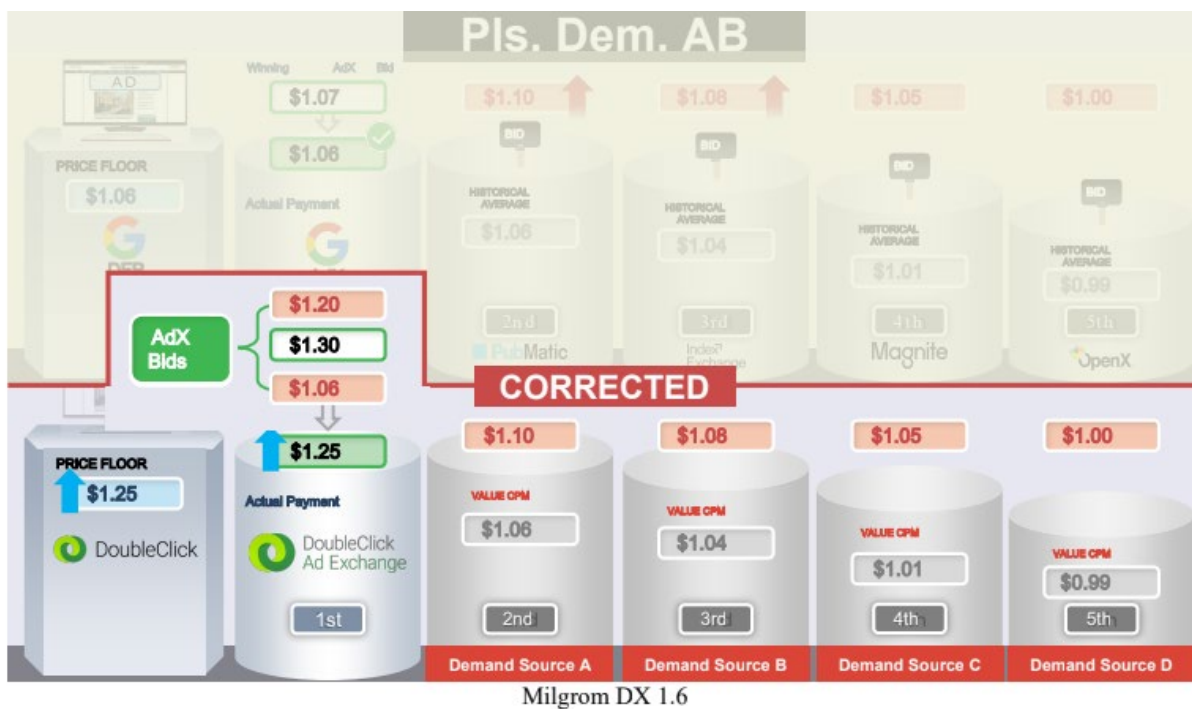 Pls. Dem. AB
Winning AdX Bid
AD
$1.07
$1.10
$1.08
$1.05
$1.00
$1.06
BID
BID
BID
BID
PRICE FLOOR
$1.06
Actual Payment
HISTORICAL
AVERAGE
$1.06
HISTORICAL
AVERAGE
$1.04
HISTORICAL
AVERAGE
$1.01
HISTORICAL
AVERAGE
$0.99
2nd
3rd
4th
5th
PubMatic
Index
Exchange
Magnite
OpenX
AdX
Bids
$1.20
$1.30
$1.06
CORRECTED
PRICE FLOOR
$1.25
DoubleClick
$1.25
Actual Payment
DoubleClick
Ad Exchange
1st
$1.10
VALUE CPM
$1.06
2nd
Demand Source A
$1.08
VALUE CPM
$1.04
3rd
Demand Source B
$1.05
VALUE CPM
$1.01
4th
Demand Source C
$1.00
VALUE CPM
$0.99
5th
Demand Source D
Milgrom DX 1.6